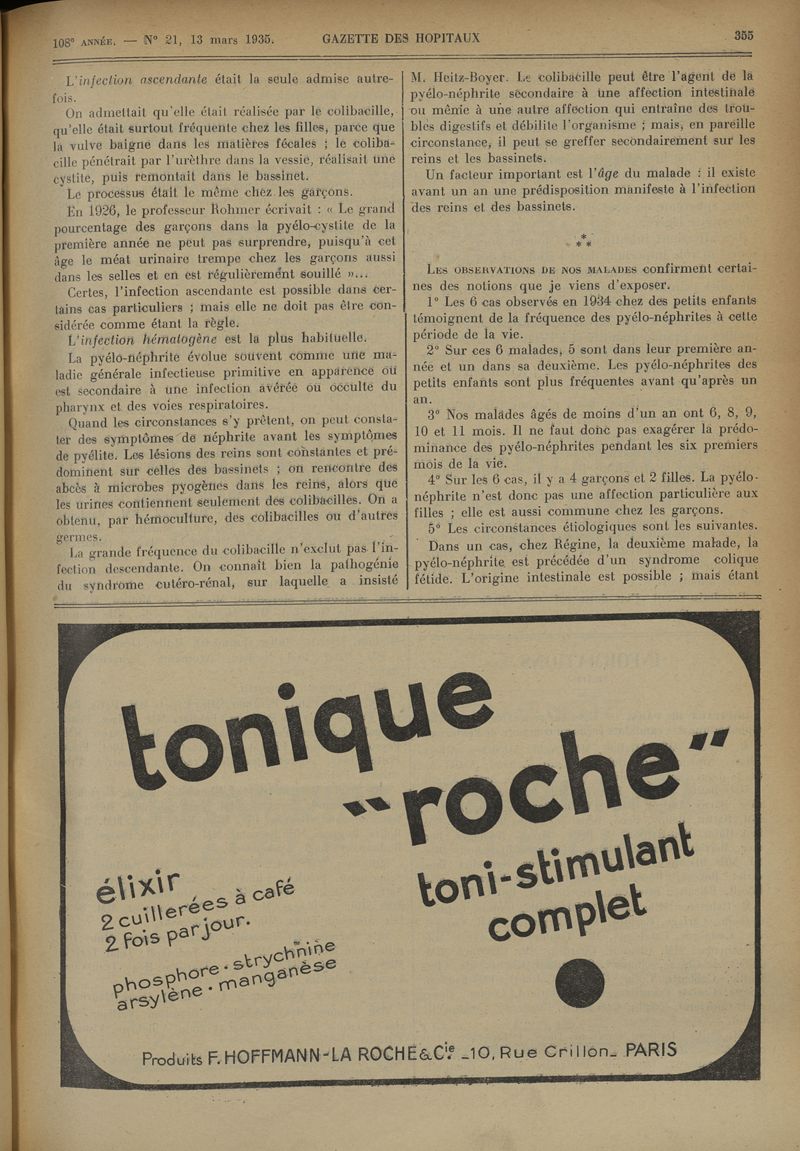 108e ANNÉE. — N° 21, 13 mars 1935. GAZETTE DES HOPITAUX 355
L'infection ascendante était la seule admise autre-
fois.
On admettait qu'elle était réalisée par le colibacille,
qu'elle était surtout fréquente chez les filles, parce que
la vulve baigne dans les matières fécales ; le coliba-
cille pénétrait par l'urèthre dans la vessie, réalisait une
cystite, puis remontait dans le bassinet.
Le processus était le même chez les garçons.
En 1926, le professeur Rohmer écrivait : « Le grand
pourcentage des garçons dans la pyélo-cystite de la
première année ne peut pas surprendre, puisqu'à cet
âge le méat urinaire trempe chez les garçons aussi
dans les selles et en est régulièrement souillé »...
Certes, l'infection ascendante est possible dans cer-
tains cas particuliers ; mais elle ne doit pas être con-
sidérée comme étant la règle.
L'infection hématogène est la plus habituelle.
La pyélo-néphrite évolue souvent comme une ma-
ladie générale infectieuse primitive en apparence ou
est secondaire à une infection avérée ou occulte du
pharynx et des voies respiratoires.
Quand les circonstances s'y prêtent, on peut consta-
ter des symptômes de néphrite avant les symptômes
de pyélite. Les lésions des reins sont constantes et pré-
dominent sur celles des bassinets ; on rencontre des
abcès à microbes pyogènes dans les reins, alors que
les urines contiennent seulement des colibacilles. On a
obtenu, par hémoculture, des colibacilles ou d'autres
germes.
La grande fréquence du colibacille n'exclut pas l'in-
fection descendante. On connaît bien la pathogénie
du syndrome entéro-rénal, sur laquelle a insisté
M. Heitz-Boyer. Le colibacille peut être l'agent de la
pyélo-néphrite secondaire à une affection intestinale
ou même à une autre affection qui entraîne des trou-
bles digestifs et débilite l'organisme ; mais, en pareille
circonstance, il peut se greffer secondairement sur les
reins et les bassinets.
Un facteur important est l'âge du malade : il existe
avant un an une prédisposition manifeste à l'infection
des reins et des bassinets.
*
* *
LES OBSERVATIONS DE NOS MALADES confirment certai-
nes des notions que je viens d'exposer.
1° Les 6 cas observés en 1934 chez des petits enfants
témoignent de la fréquence des pyélo-néphrites à cette
période de la vie.
2° Sur ces 6 malades, 5 sont dans leur première an-
née et un dans sa deuxième. Les pyélo-néphrites des
petits enfants sont plus fréquentes avant qu'après un
an.
3° Nos malades âgés de moins d'un an ont 6, 8, 9,
10 et 11 mois. Il ne faut donc pas exagérer la prédo-
minance des pyélo-néphrites pendant les six premiers
mois de la vie.
4° Sur les 6 cas, il y a 4 garçons et 2 filles. La pyélo-
néphrite n'est donc pas une affection particulière aux
filles ; elle est aussi commune chez les garçons.
5° Les circonstances étiologiques sont les suivantes.
Dans un cas, chez Régine, la deuxième malade, la
pyélo-néphrite est précédée d'un syndrome colique
fétide. L'origine intestinale est possible ; mais étant
tonique
"roche"
élixir
2 cuillerées à café
2 fois par jour.
phosphore • strychnine
arsylène • manganèse
toni-stimulant
complet
Produits F. HOFFMANN-LA ROCHE & Cie _10, Rue Crillon_ PARIS